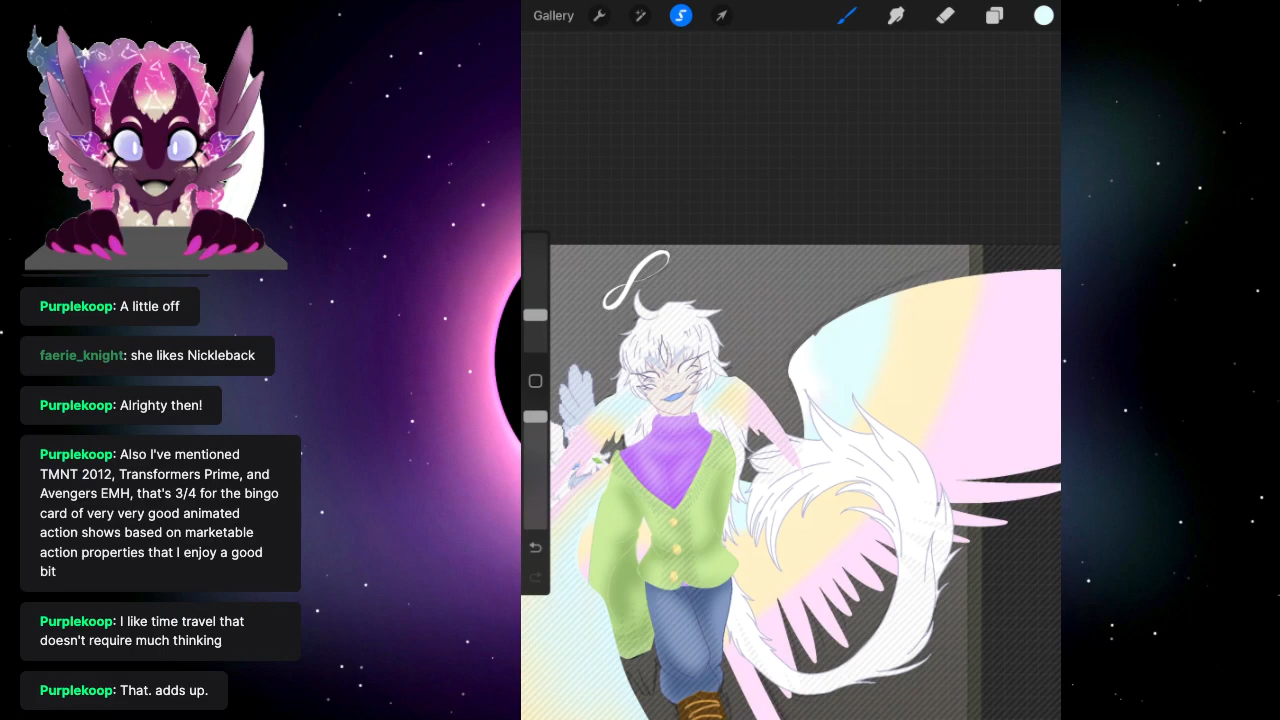 Gallery
Purplekoop: A little off
faerie_knight: she likes Nickleback
Purplekoop: Alrighty then!
Purplekoop: Also I've mentioned
TMNT 2012, Transformers Prime, and
Avengers EMH, that's 3/4 for the bingo
card of very very good animated
action shows based on marketable
action properties that I enjoy a good
bit
Purplekoop: I like time travel that
doesn't require much thinking
Purplekoop: That. adds up.